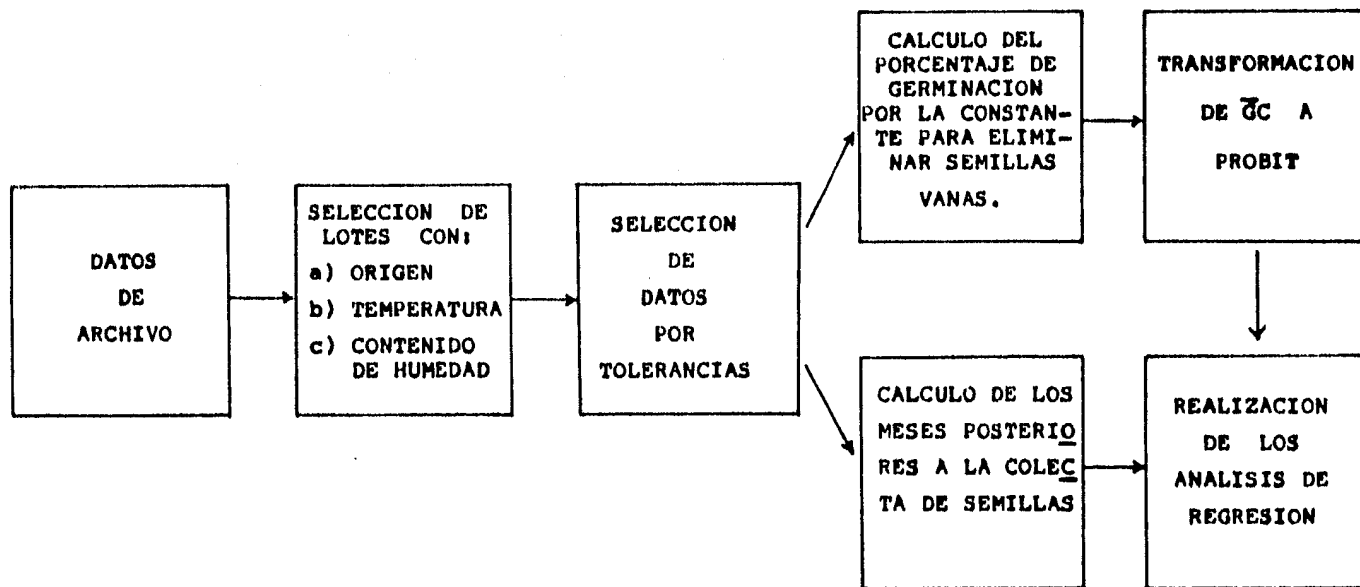 DATOS
DE
ARCHIVO
SELECCION DE
LOTES CON:
a) ORIGEN
b) TEMPERATURA
c) CONTENIDO
DE HUMEDAD
SELECCION
DE
DATOS
POR
TOLERANCIAS
CALCULO DEL
PORCENTAJE DE
GERMINACION
POR LA CONSTAN-
TE PARA ELIMI-
NAR SEMILLAS
VANAS.
TRANSFORMACION
DE G̅C A
PROBIT
CALCULO DE LOS
MESES POSTERIO
RES A LA COLEC
TA DE SEMILLAS
REALIZACION
DE LOS
ANALISIS DE
REGRESION